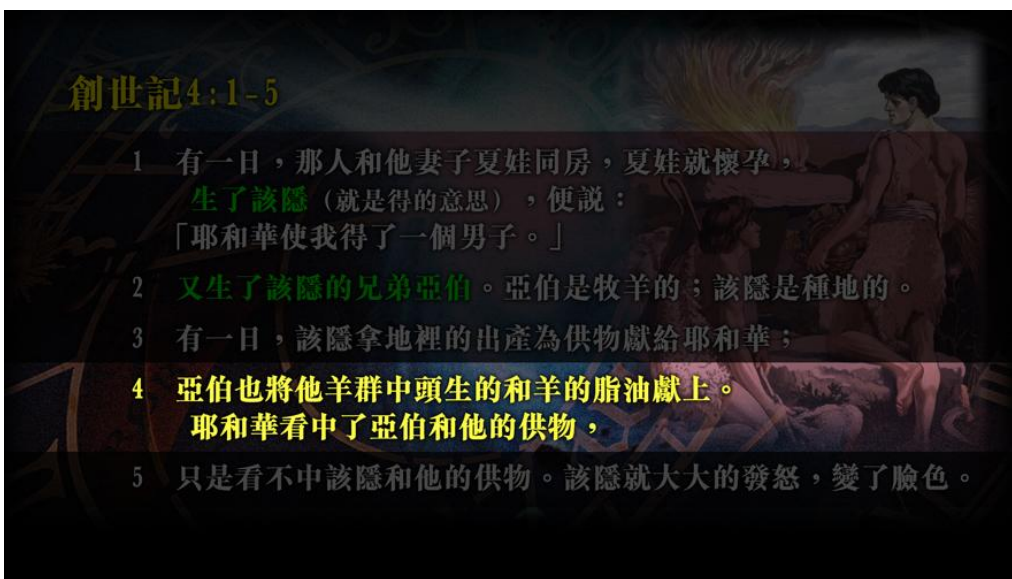 創世記4:1-5
1 有一日，那人和他妻子夏娃同房，夏娃就懷孕，
生了該隱（就是得的意思），便説：
「耶和華使我得了一個男子。」
2 又生了該隱的兄弟亞伯。亞伯是牧羊的；該隱是種地的。
3 有一日，該隱拿地裡的出產為供物獻給耶和華；
4 亞伯也將他羊群中頭生的和羊的脂油獻上。
耶和華看中了亞伯和他的供物，
5 只是看不中該隱和他的供物。該隱就大大的發怒，變了臉色。